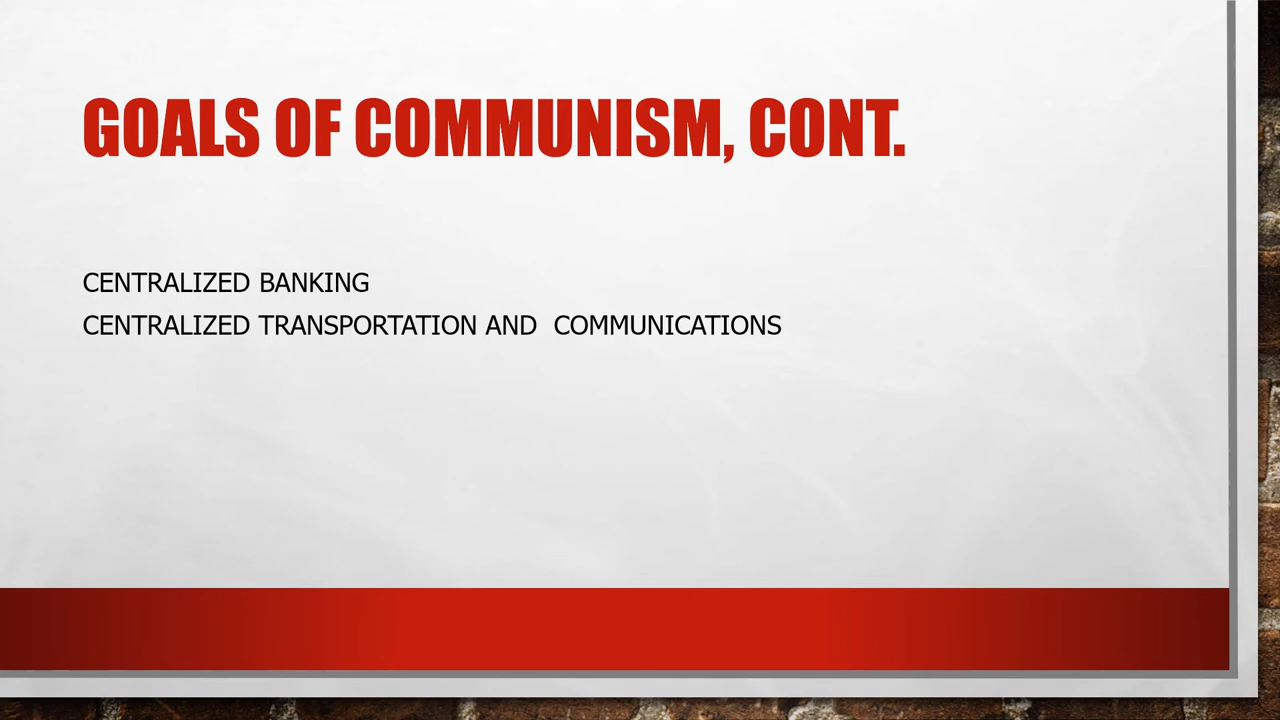 GOALS OF COMMUNISM, CONT.
CENTRALIZED BANKING
CENTRALIZED TRANSPORTATION AND  COMMUNICATIONS